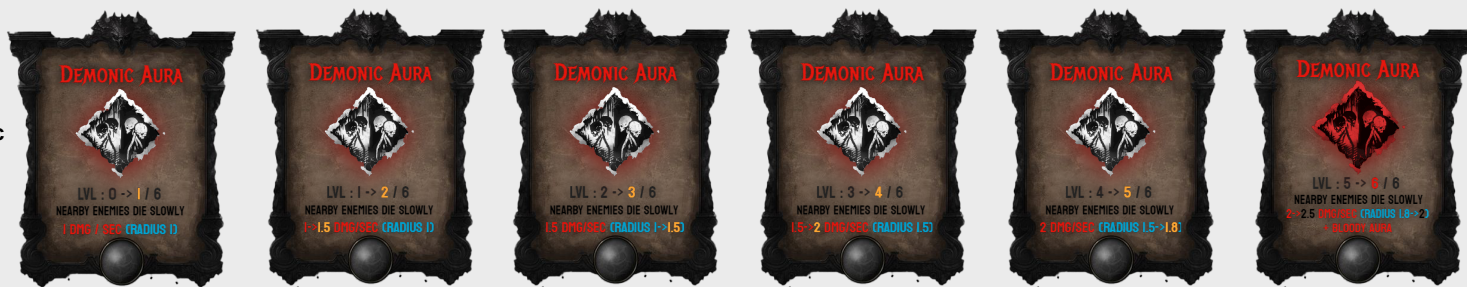 c
DEMONIC AURA
LVL : 0 -> 1 / 6
NEARBY ENEMIES DIE SLOWLY
1 DMG / SEC (RADIUS 1)
DEMONIC AURA
LVL : 1 -> 2 / 6
NEARBY ENEMIES DIE SLOWLY
1->1.5 DMG/SEC (RADIUS 1)
DEMONIC AURA
LVL : 2 -> 3 / 6
NEARBY ENEMIES DIE SLOWLY
1.5 DMG/SEC (RADIUS 1->1.5)
DEMONIC AURA
LVL : 3 -> 4 / 6
NEARBY ENEMIES DIE SLOWLY
1.5->2 DMG/SEC (RADIUS 1.5)
DEMONIC AURA
LVL : 4 -> 5 / 6
NEARBY ENEMIES DIE SLOWLY
2 DMG/SEC (RADIUS 1.5->1.8)
DEMONIC AURA
LVL : 5 -> 6 / 6
NEARBY ENEMIES DIE SLOWLY
2->2.5 DMG/SEC (RADIUS 1.8->2)
+ BLOODY AURA